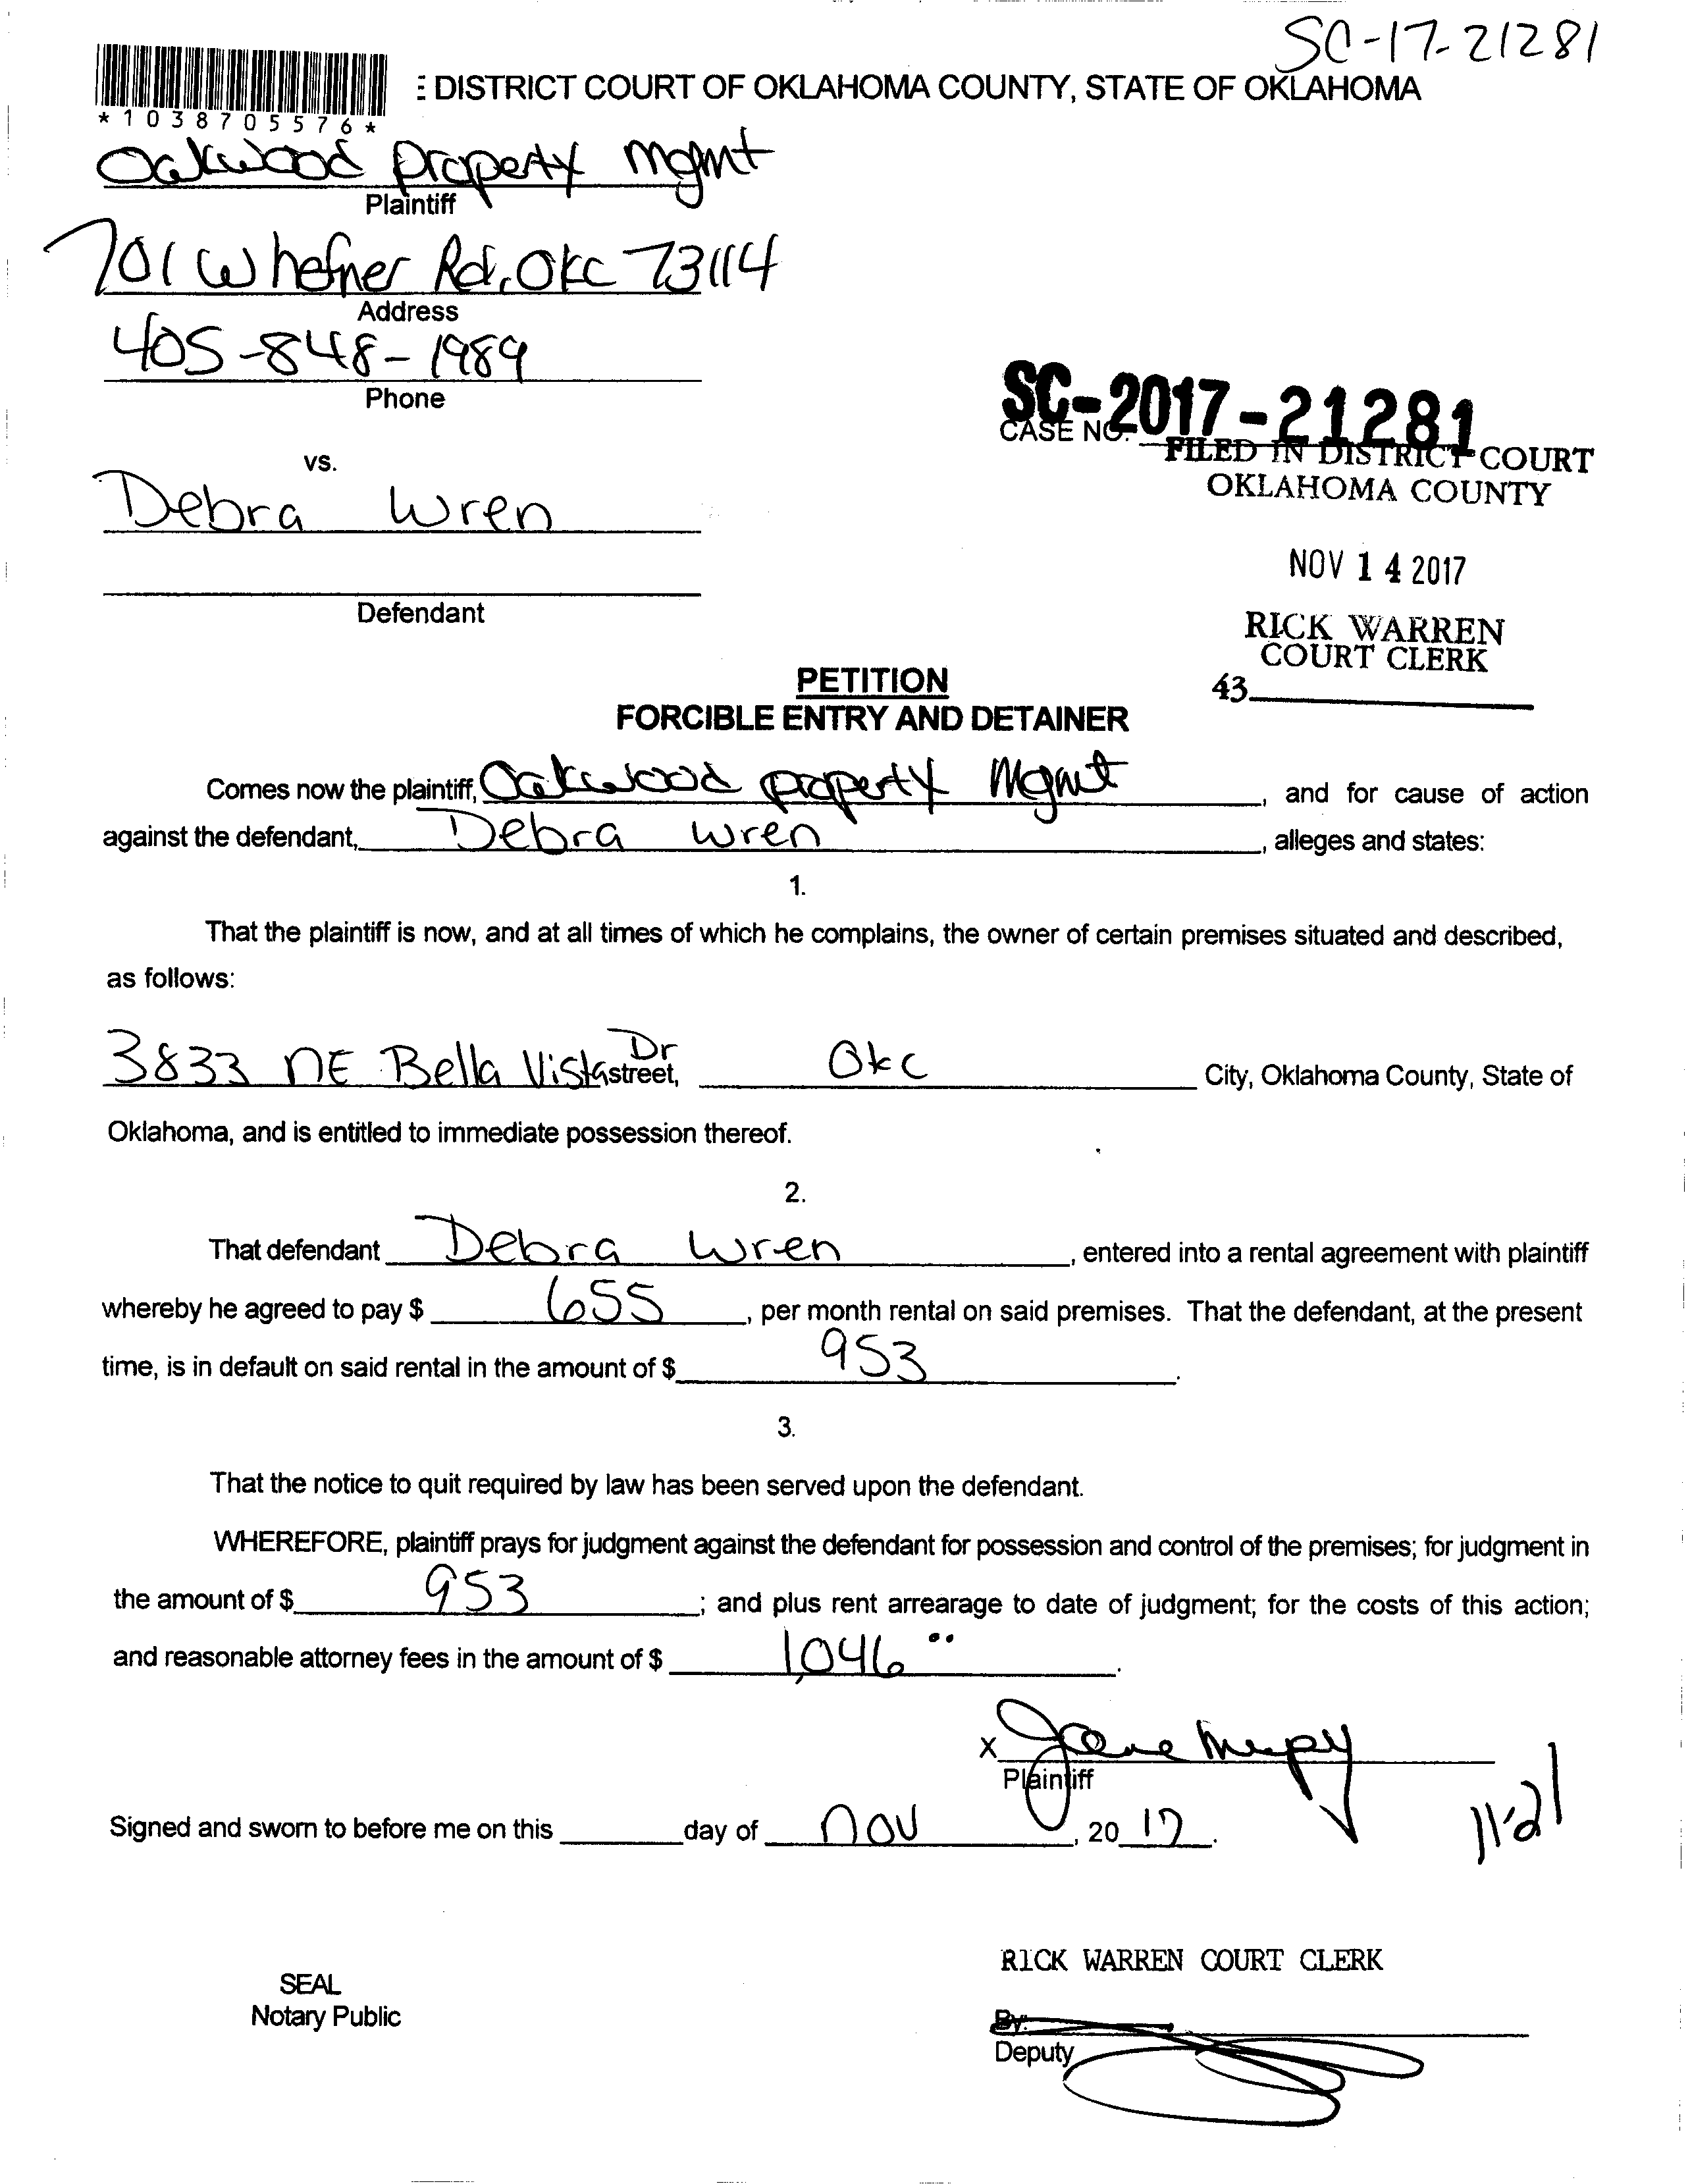 SC-17-21281
DISTRICT COURT OF OKLAHOMA COUNTY, STATE OF OKLAHOMA
*1038705576*
Oakwood Property Mgmt
Plaintiff
701 W hefner Rd, OKC 73114
Address
405-848-1989
Phone
SC-2017-21281
CASE NO.
FILED IN DISTRICT COURT
OKLAHOMA COUNTY
vs.
Debra Wren
NOV 14 2017
Defendant
RICK WARREN
COURT CLERK
43
PETITION
FORCIBLE ENTRY AND DETAINER
Comes now the plaintiff, Oakwood property Mgmt, and for cause of action
against the defendant, Debra Wren, alleges and states:
1.
That the plaintiff is now, and at all times of which he complains, the owner of certain premises situated and described,
as follows:
3833 NE Bella Vista Dr street, OKC City, Oklahoma County, State of
Oklahoma, and is entitled to immediate possession thereof.
2.
That defendant Debra Wren, entered into a rental agreement with plaintiff
whereby he agreed to pay $ 655, per month rental on said premises. That the defendant, at the present
time, is in default on said rental in the amount of $ 953.
3.
That the notice to quit required by law has been served upon the defendant.
WHEREFORE, plaintiff prays for judgment against the defendant for possession and control of the premises; for judgment in
the amount of $ 953; and plus rent arrearage to date of judgment; for the costs of this action;
and reasonable attorney fees in the amount of $ 1,046.
X
Plaintiff
Signed and sworn to before me on this ____ day of Nov, 20 17.
11-21
RICK WARREN COURT CLERK
SEAL
Notary Public
By:
Deputy